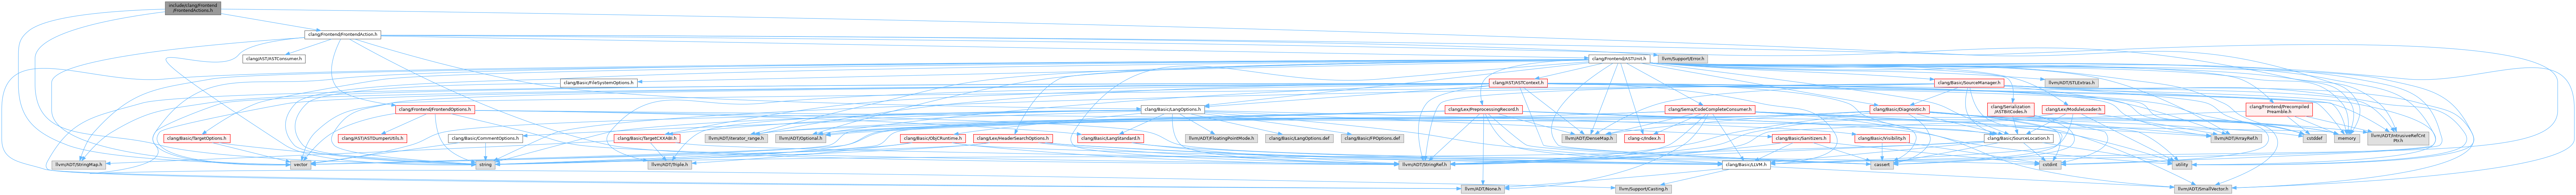 include/clang/Frontend
/FrontendActions.h
clang/Frontend/FrontendAction.h
clang/AST/ASTConsumer.h
clang/Frontend/ASTUnit.h
llvm/Support/Error.h
clang/Basic/FileSystemOptions.h
clang/AST/ASTContext.h
clang/Basic/SourceManager.h
llvm/ADT/STLExtras.h
clang/Frontend/FrontendOptions.h
clang/Basic/LangOptions.h
clang/Lex/PreprocessingRecord.h
clang/Sema/CodeCompleteConsumer.h
clang/Basic/Diagnostic.h
clang/Serialization
/ASTBitCodes.h
clang/Lex/ModuleLoader.h
clang/Frontend/Precompiled
Preamble.h
clang/Basic/TargetOptions.h
clang/AST/ASTDumperUtils.h
clang/Basic/CommentOptions.h
clang/Basic/TargetCXXABI.h
llvm/ADT/iterator_range.h
llvm/ADT/Optional.h
clang/Basic/ObjCRuntime.h
clang/Lex/HeaderSearchOptions.h
clang/Basic/LangStandard.h
llvm/ADT/FloatingPointMode.h
clang/Basic/LangOptions.def
clang/Basic/FPOptions.def
llvm/ADT/DenseMap.h
clang-c/Index.h
clang/Basic/Sanitizers.h
clang/Basic/Visibility.h
clang/Basic/SourceLocation.h
llvm/ADT/ArrayRef.h
cstddef
memory
llvm/ADT/IntrusiveRefCnt
Ptr.h
llvm/ADT/StringMap.h
vector
string
llvm/ADT/Triple.h
llvm/ADT/StringRef.h
clang/Basic/LLVM.h
cassert
cstdint
utility
llvm/ADT/None.h
llvm/Support/Casting.h
llvm/ADT/SmallVector.h